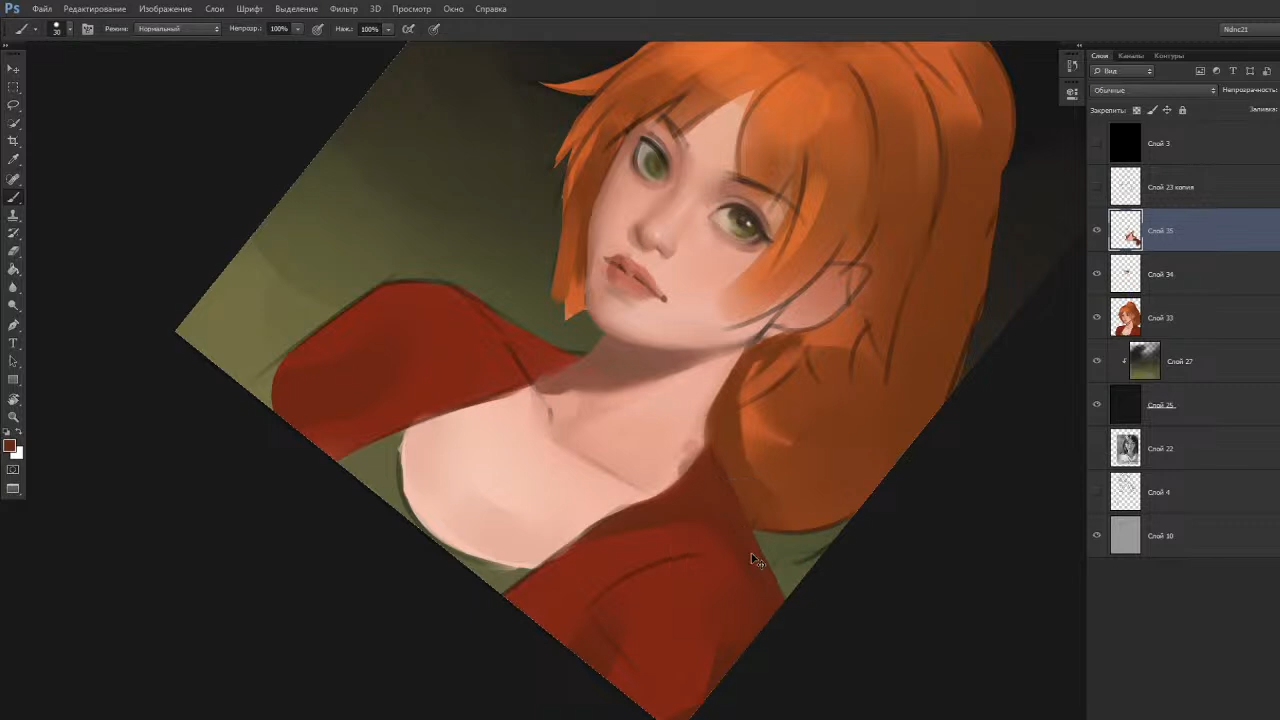 Ps Файл Редактирование Изображение Слои Шрифт Выделение Фильтр 3D Просмотр Окно Справка
30 Режим: Нормальный Непрозр.: 100% Наж.: 100% Ndnc21
Слои Каналы Контуры
Вид
Обычные Непрозрачность:
Закрепить: Заливка:
Слой 3
Слой 23 копия
Слой 35
Слой 34
Слой 33
Слой 27
Слой 25
Слой 22
Слой 4
Слой 10